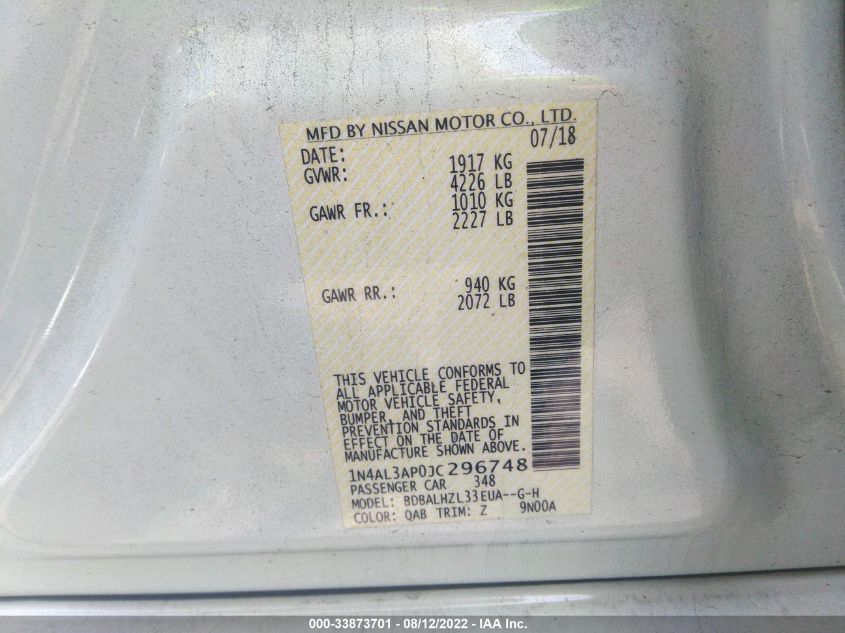 MFD BY NISSAN MOTOR CO., LTD.
DATE: 07/18
GVWR: 1917 KG
4226 LB
GAWR FR.: 1010 KG
2227 LB
GAWR RR.: 940 KG
2072 LB
THIS VEHICLE CONFORMS TO
ALL APPLICABLE FEDERAL
MOTOR VEHICLE SAFETY,
BUMPER, AND THEFT
PREVENTION STANDARDS IN
EFFECT ON THE DATE OF
MANUFACTURE SHOWN ABOVE.
1N4AL3AP0JC296748
PASSENGER CAR 348
MODEL: BDBALHZL33EUA--G-H
COLOR: QAB TRIM: Z 9N00A
000-33873701 - 08/12/2022 - IAA Inc.